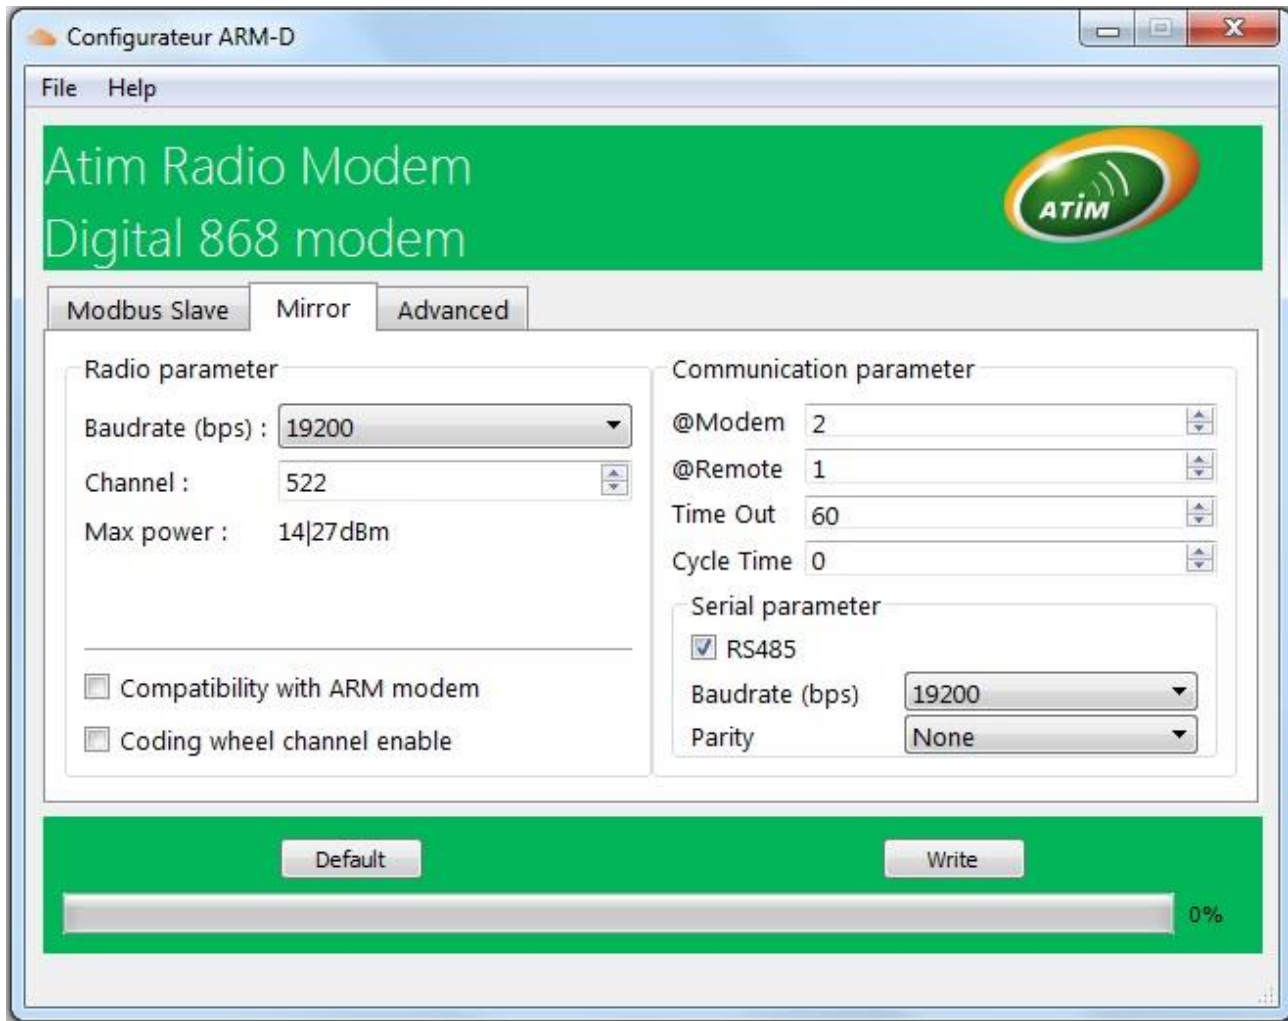 Configurateur ARM-D
File Help
Atim Radio Modem
Digital 868 modem
ATIM
Modbus Slave Mirror Advanced
Radio parameter
Baudrate (bps) : 19200
Channel : 522
Max power : 14|27dBm
Compatibility with ARM modem
Coding wheel channel enable
Communication parameter
@Modem 2
@Remote 1
Time Out 60
Cycle Time 0
Serial parameter
RS485
Baudrate (bps) 19200
Parity None
Default Write
0%